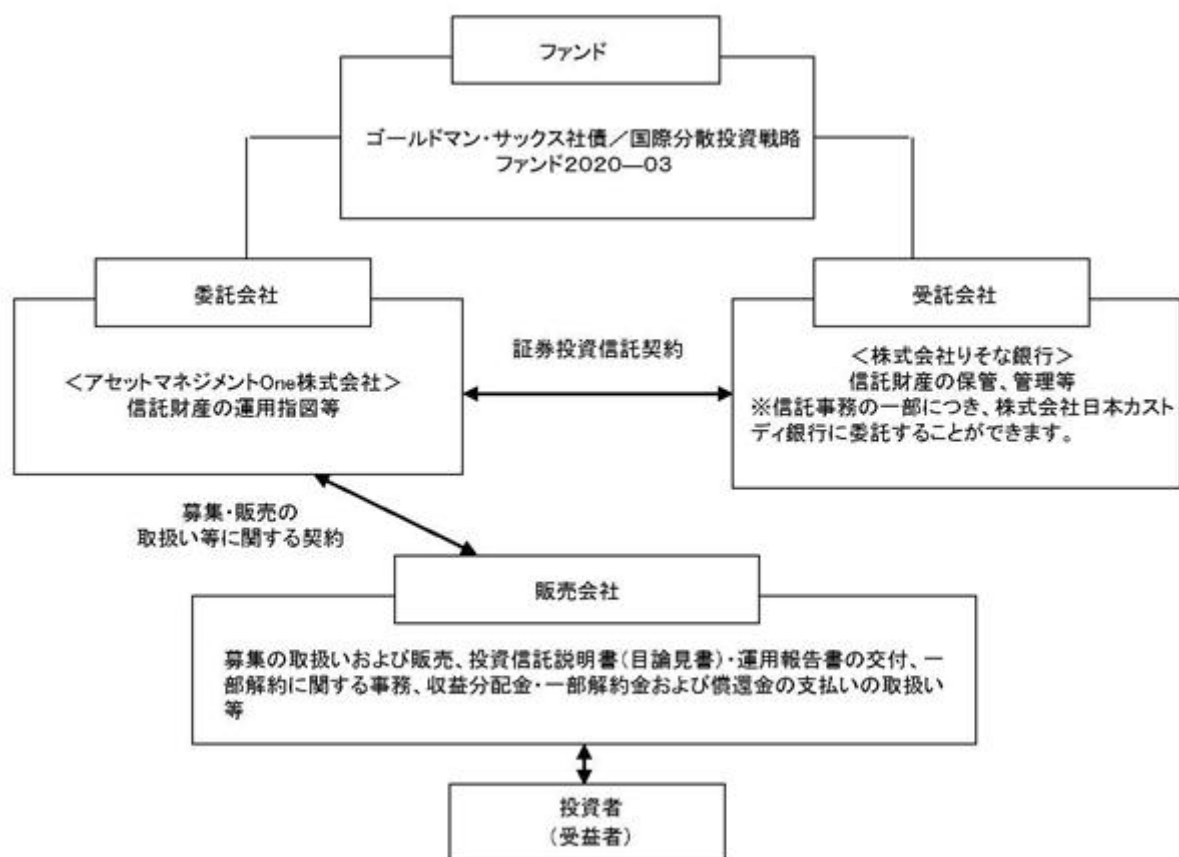 ファンド
ゴールドマン・サックス社債／国際分散投資戦略
ファンド2020―03
委託会社
＜アセットマネジメントOne株式会社＞
信託財産の運用指図等
証券投資信託契約
受託会社
＜株式会社りそな銀行＞
信託財産の保管、管理等
※信託事務の一部につき、株式会社日本カスト
ディ銀行に委託することができます。
募集・販売の
取扱い等に関する契約
販売会社
募集の取扱いおよび販売、投資信託説明書（目論見書）・運用報告書の交付、一
部解約に関する事務、収益分配金・一部解約金および償還金の支払いの取扱い
等
投資者
（受益者）